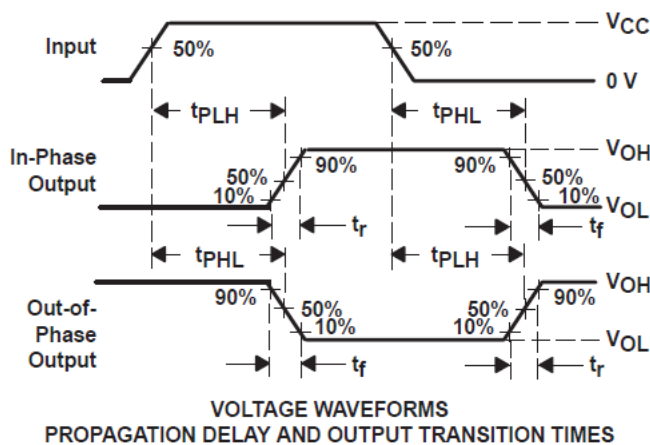 Input 50% 50% VCC
0 V
tPLH tPHL
In-Phase Output 90% 90% VOH
50% 50%
10% 10% VOL
tr tf
tPHL tPLH
Out-of-Phase Output 90% 90% VOH
50% 50%
10% 10% VOL
tf tr
VOLTAGE WAVEFORMS
PROPAGATION DELAY AND OUTPUT TRANSITION TIMES